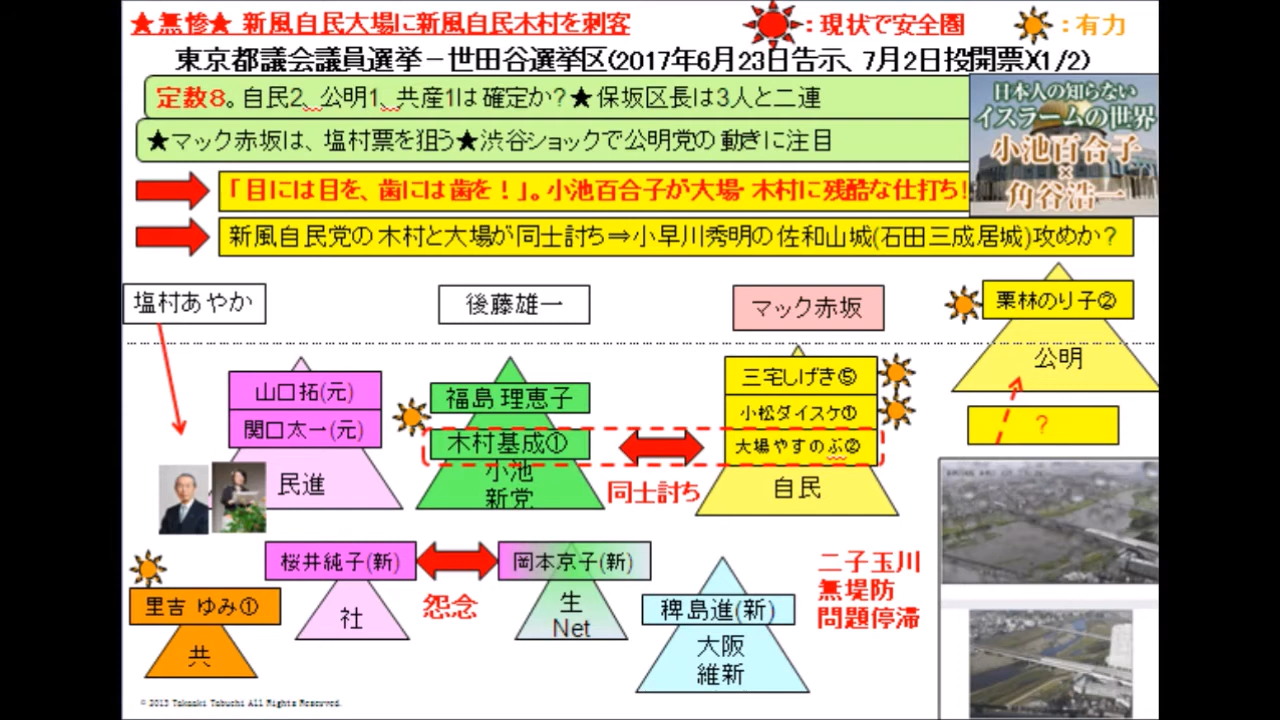 ★無惨★ 新風自民大場に新風自民木村を刺客
：現状で安全圏
：有力
東京都議会議員選挙－世田谷選挙区(2017年6月23日告示、7月2日投開票)(1/2)
定数８。自民2、公明1、共産1は確定か？★保坂区長は3人と二連
★マック赤坂は、塩村票を狙う★渋谷ショックで公明党の動きに注目
「目には目を、歯には歯を！」。小池百合子が大場・木村に残酷な仕打ち！
新風自民党の木村と大場が同士討ち⇒小早川秀明の佐和山城(石田三成居城)攻めか？
日本人の知らない
イスラームの世界
小池百合子
×
角谷浩一
塩村あやか
後藤雄一
マック赤坂
栗林のり子②
公明
？
山口拓(元)
関口太一(元)
民進
福島理恵子
木村基成①
小池
新党
同士討ち
三宅しげき⑤
小松ダイスケ①
大場やすのぶ②
自民
桜井純子(新)
社
怨念
岡本京子(新)
生
Net
里吉 ゆみ①
共
稗島進(新)
大阪
維新
二子玉川
無堤防
問題停滞
© 2013 Takaaki Tabuchi All Rights Reserved.